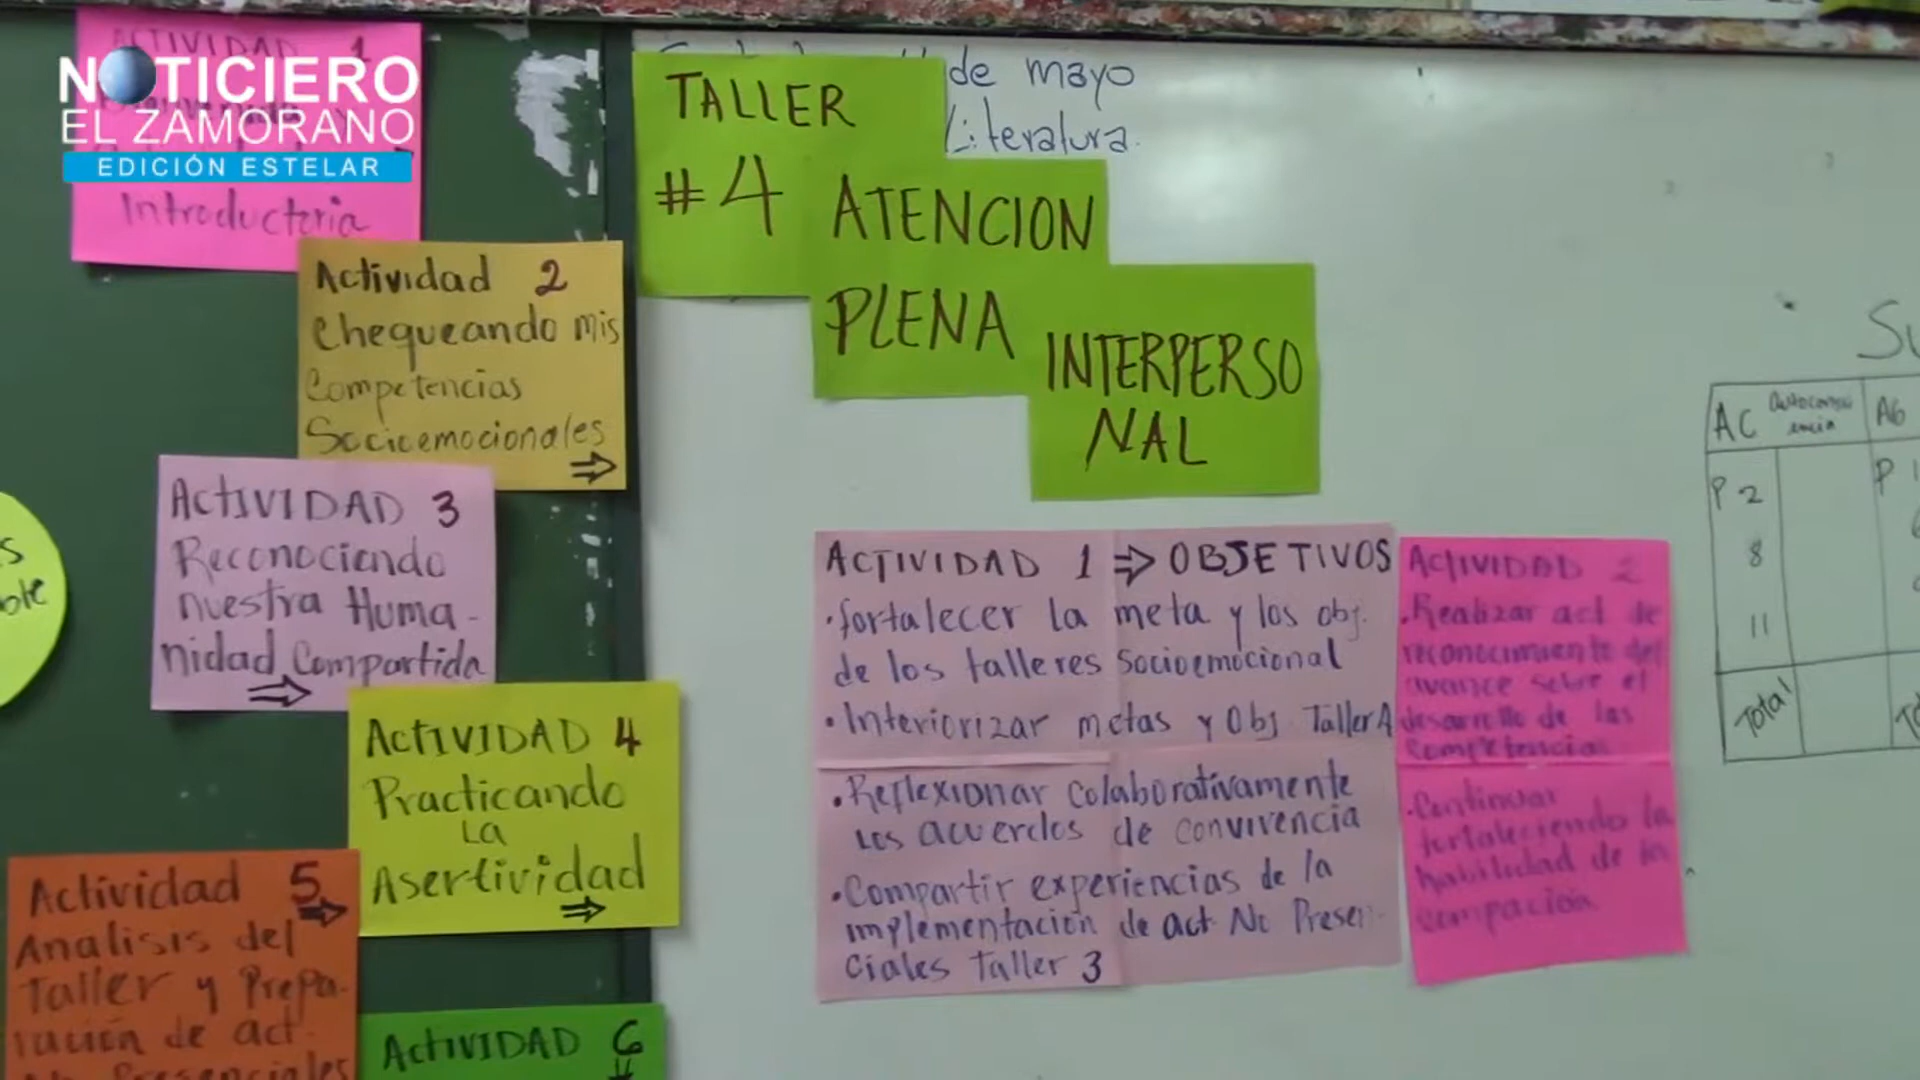 NOTICIERO
EL ZAMORANO
EDICIÓN ESTELAR
ACTIVIDAD 1
Introductoria
Actividad 2
Chequeando mis
Competencias
Socioemocionales
ACTIVIDAD 3
Reconociendo
nuestra Huma-
nidad Compartida
ACTIVIDAD 4
Practicando
La
Asertividad
Actividad 5
Analisis del
Taller y Prepa-
ración de act.
Presenciales
ACTIVIDAD 6
de mayo
Literatura.
TALLER
#4 ATENCION
PLENA
INTERPERSO
NAL
ACTIVIDAD 1 ⇒ OBJETIVOS
• fortalecer la meta y los obj.
de los talleres socioemocional
• Interiorizar metas y Obj Taller A
• Reflexionar colaborativamente
Los acuerdos de convivencia
• Compartir experiencias de la
implementación de act. No Presen-
ciales Taller 3
ACTIVIDAD 2
• Realizar act de
reconocimiento del
avance sobre el
desarrollo de las
Competencias
• Continuar
fortaleciendo la
habilidad de la
compación
Su
AC
P 2
8
11
Total